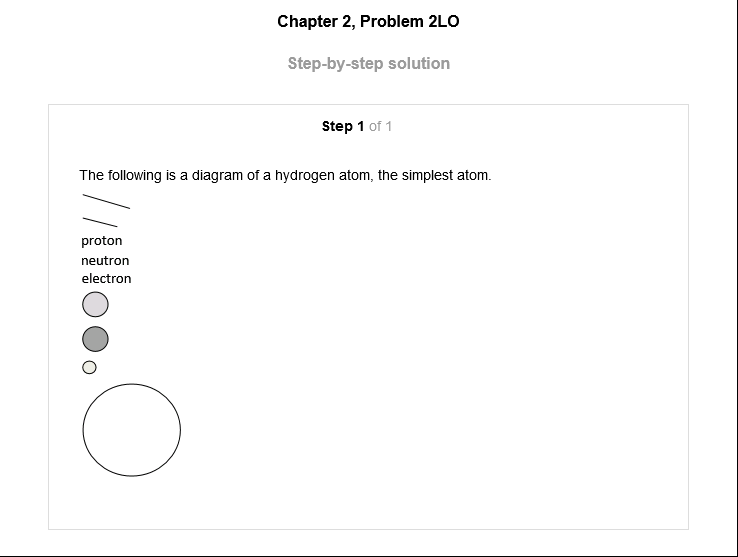 Chapter 2, Problem 2LO
Step-by-step solution
Step 1 of 1
The following is a diagram of a hydrogen atom, the simplest atom.
proton
neutron
electron